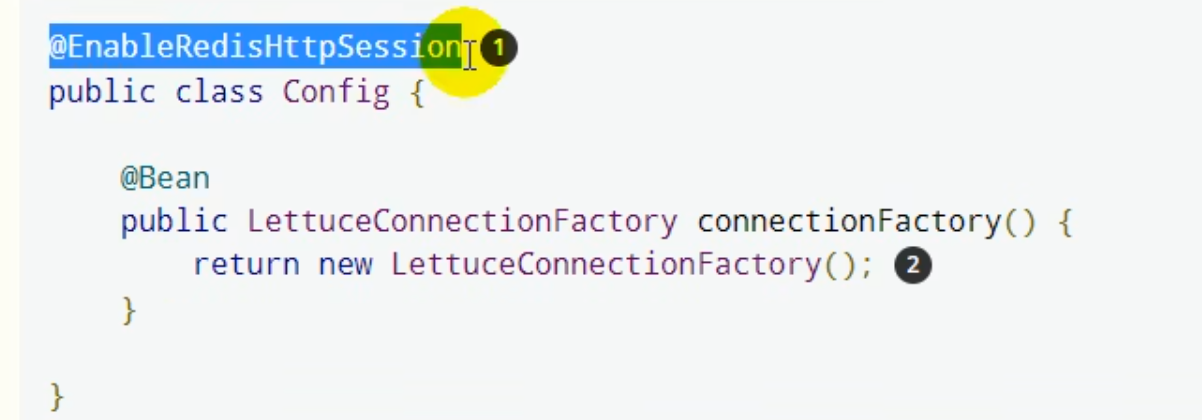 @EnableRedisHttpSession 1
public class Config {
@Bean
public LettuceConnectionFactory connectionFactory() {
return new LettuceConnectionFactory(); 2
}
}